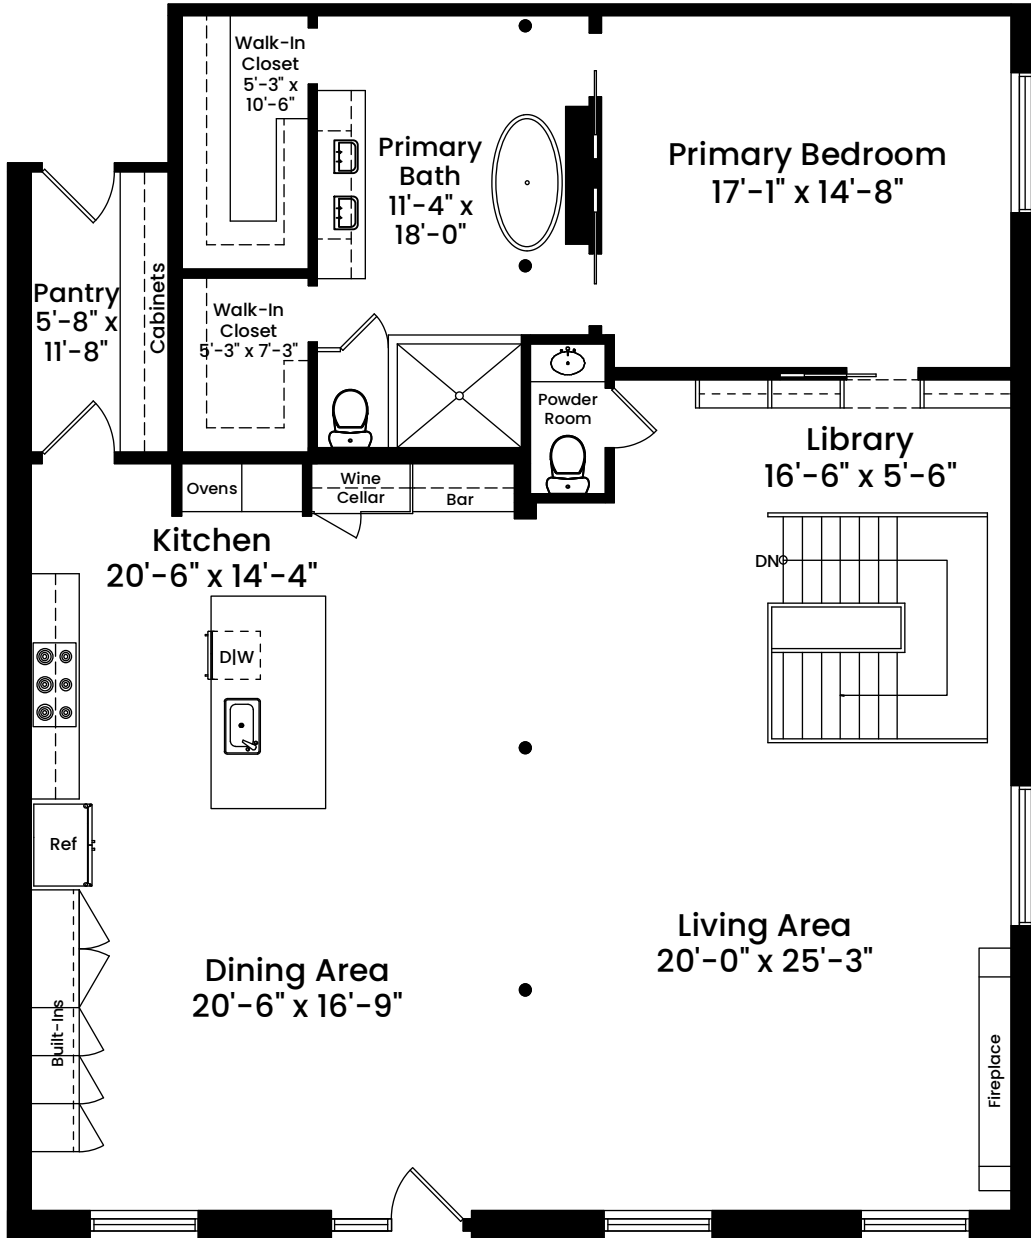 Walk-In
Closet
5'-3" x
10'-6"
Primary
Bath
11'-4" x
18'-0"
Primary Bedroom
17'-1" x 14'-8"
Pantry
5'-8" x
11'-8"
Cabinets
Walk-In
Closet
5'-3" x 7'-3"
Powder
Room
Library
16'-6" x 5'-6"
Ovens
Wine
Cellar
Bar
Kitchen
20'-6" x 14'-4"
DN
D|W
Ref
Living Area
20'-0" x 25'-3"
Dining Area
20'-6" x 16'-9"
Built-Ins
Fireplace